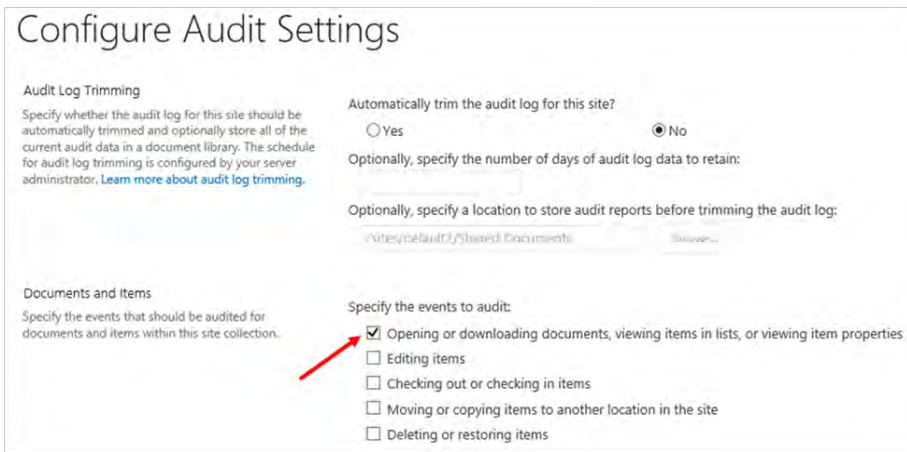 Configure Audit Settings
Audit Log Trimming
Specify whether the audit log for this site should be
automatically trimmed and optionally store all of the
current audit data in a document library. The schedule
for audit log trimming is configured by your server
administrator. Learn more about audit log trimming.
Automatically trim the audit log for this site?
Yes
No
Optionally, specify the number of days of audit log data to retain:
Optionally, specify a location to store audit reports before trimming the audit log:
/sites/default2/Shared Documents
Browse...
Documents and Items
Specify the events that should be audited for
documents and items within this site collection.
Specify the events to audit:
Opening or downloading documents, viewing items in lists, or viewing item properties
Editing items
Checking out or checking in items
Moving or copying items to another location in the site
Deleting or restoring items